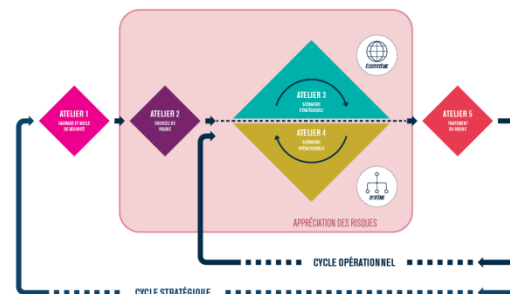 ATELIER 1
CADRAGE ET SOCLE
DE SÉCURITÉ
ATELIER 2
SOURCES DE
RISQUE
ATELIER 3
SCÉNARIOS
STRATÉGIQUES
ÉCOSYSTÈME
ATELIER 4
SCÉNARIOS
OPÉRATIONNELS
SYSTÈME
ATELIER 5
TRAITEMENT
DU RISQUE
APPRÉCIATION DES RISQUES
CYCLE OPÉRATIONNEL
CYCLE STRATÉGIQUE